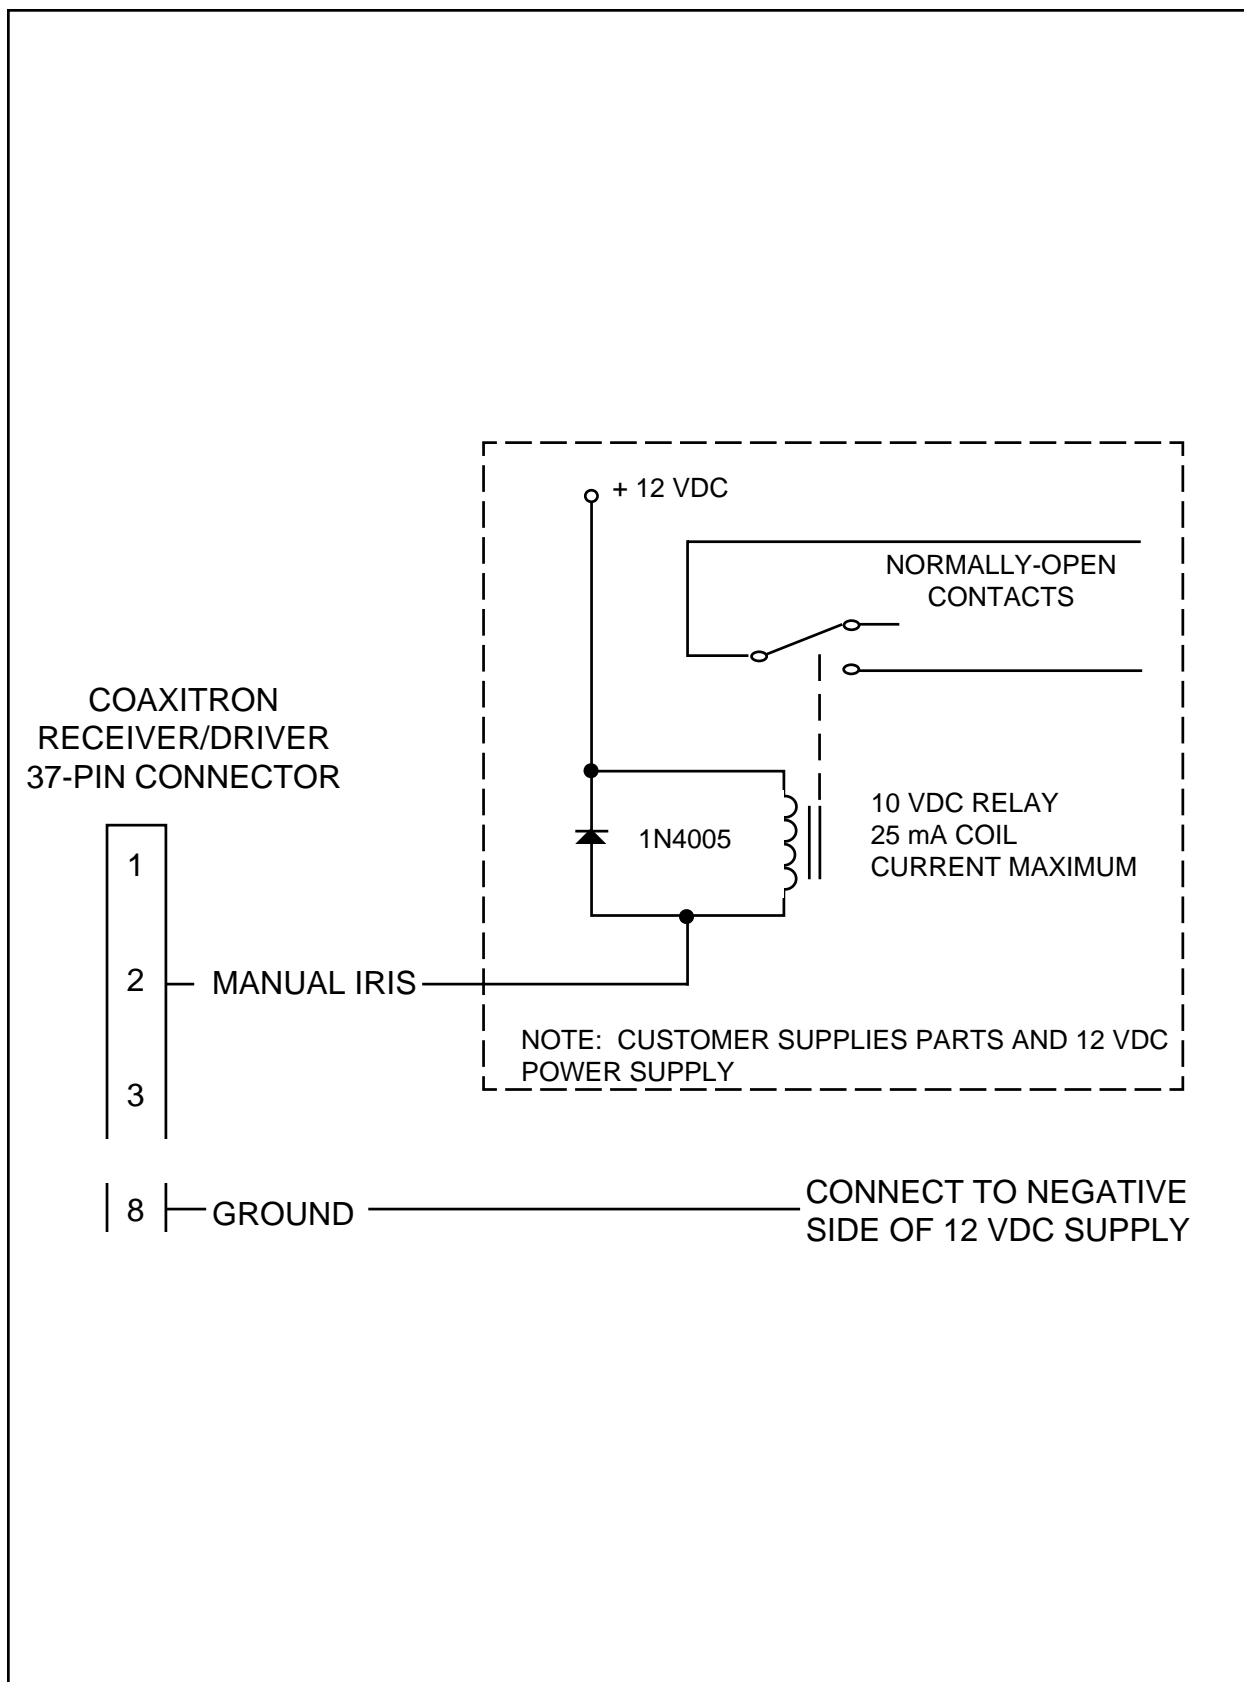 + 12 VDC
NORMALLY-OPEN
CONTACTS
COAXITRON
RECEIVER/DRIVER
37-PIN CONNECTOR
10 VDC RELAY
25 mA COIL
CURRENT MAXIMUM
1N4005
1
2
MANUAL IRIS
NOTE: CUSTOMER SUPPLIES PARTS AND 12 VDC
POWER SUPPLY
3
8
GROUND
CONNECT TO NEGATIVE
SIDE OF 12 VDC SUPPLY